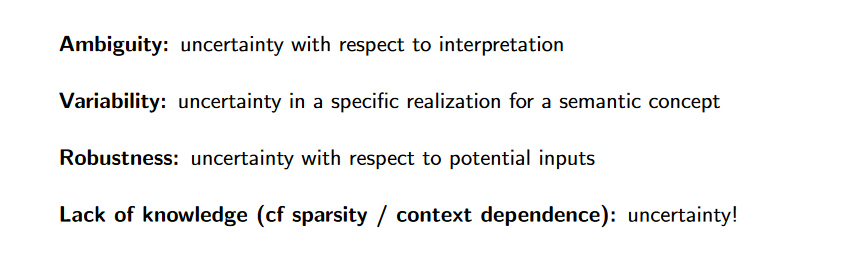 Ambiguity: uncertainty with respect to interpretation
Variability: uncertainty in a specific realization for a semantic concept
Robustness: uncertainty with respect to potential inputs
Lack of knowledge (cf sparsity / context dependence): uncertainty!